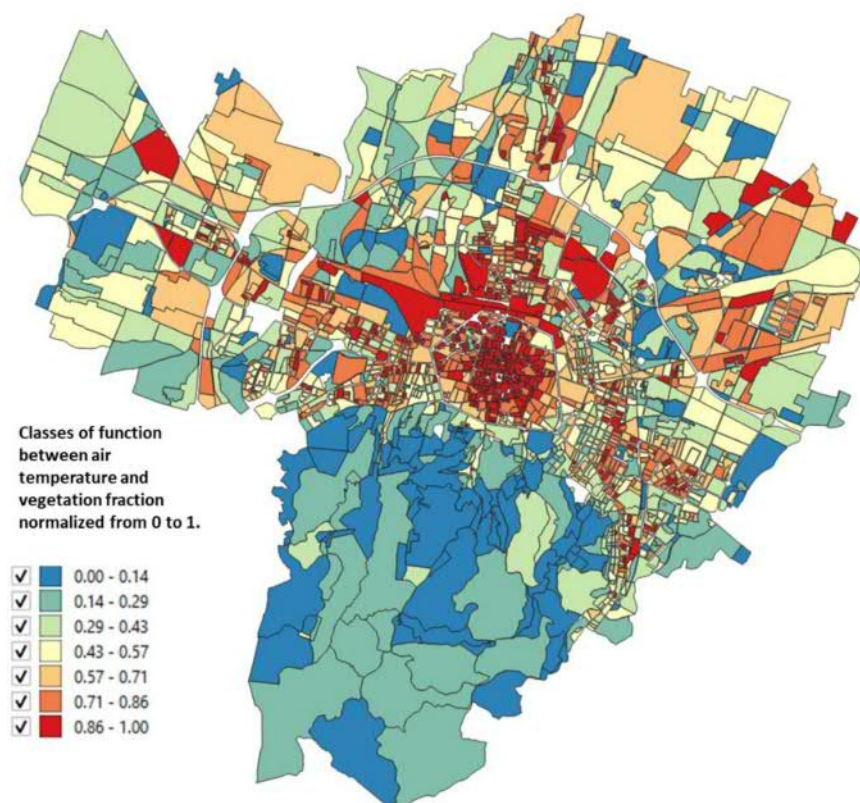 Classes of function
between air
temperature and
vegetation fraction
normalized from 0 to 1.
0.00 - 0.14
0.14 - 0.29
0.29 - 0.43
0.43 - 0.57
0.57 - 0.71
0.71 - 0.86
0.86 - 1.00